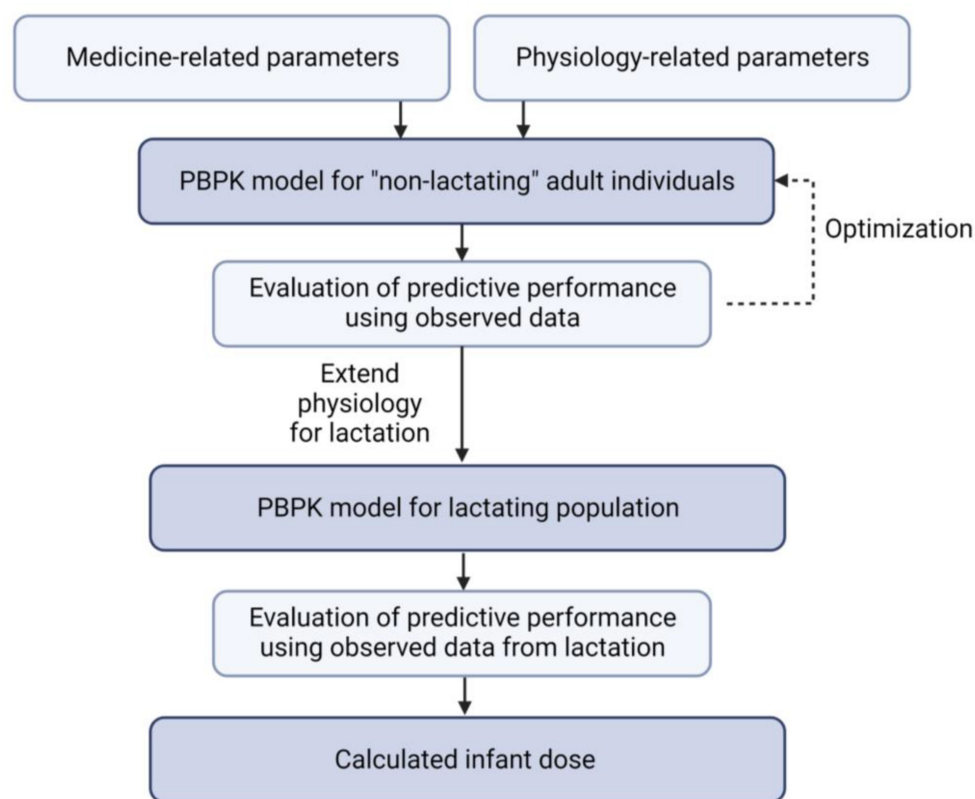 Medicine-related parameters
Physiology-related parameters
PBPK model for "non-lactating" adult individuals
Optimization
Evaluation of predictive performance
using observed data
Extend
physiology
for lactation
PBPK model for lactating population
Evaluation of predictive performance
using observed data from lactation
Calculated infant dose